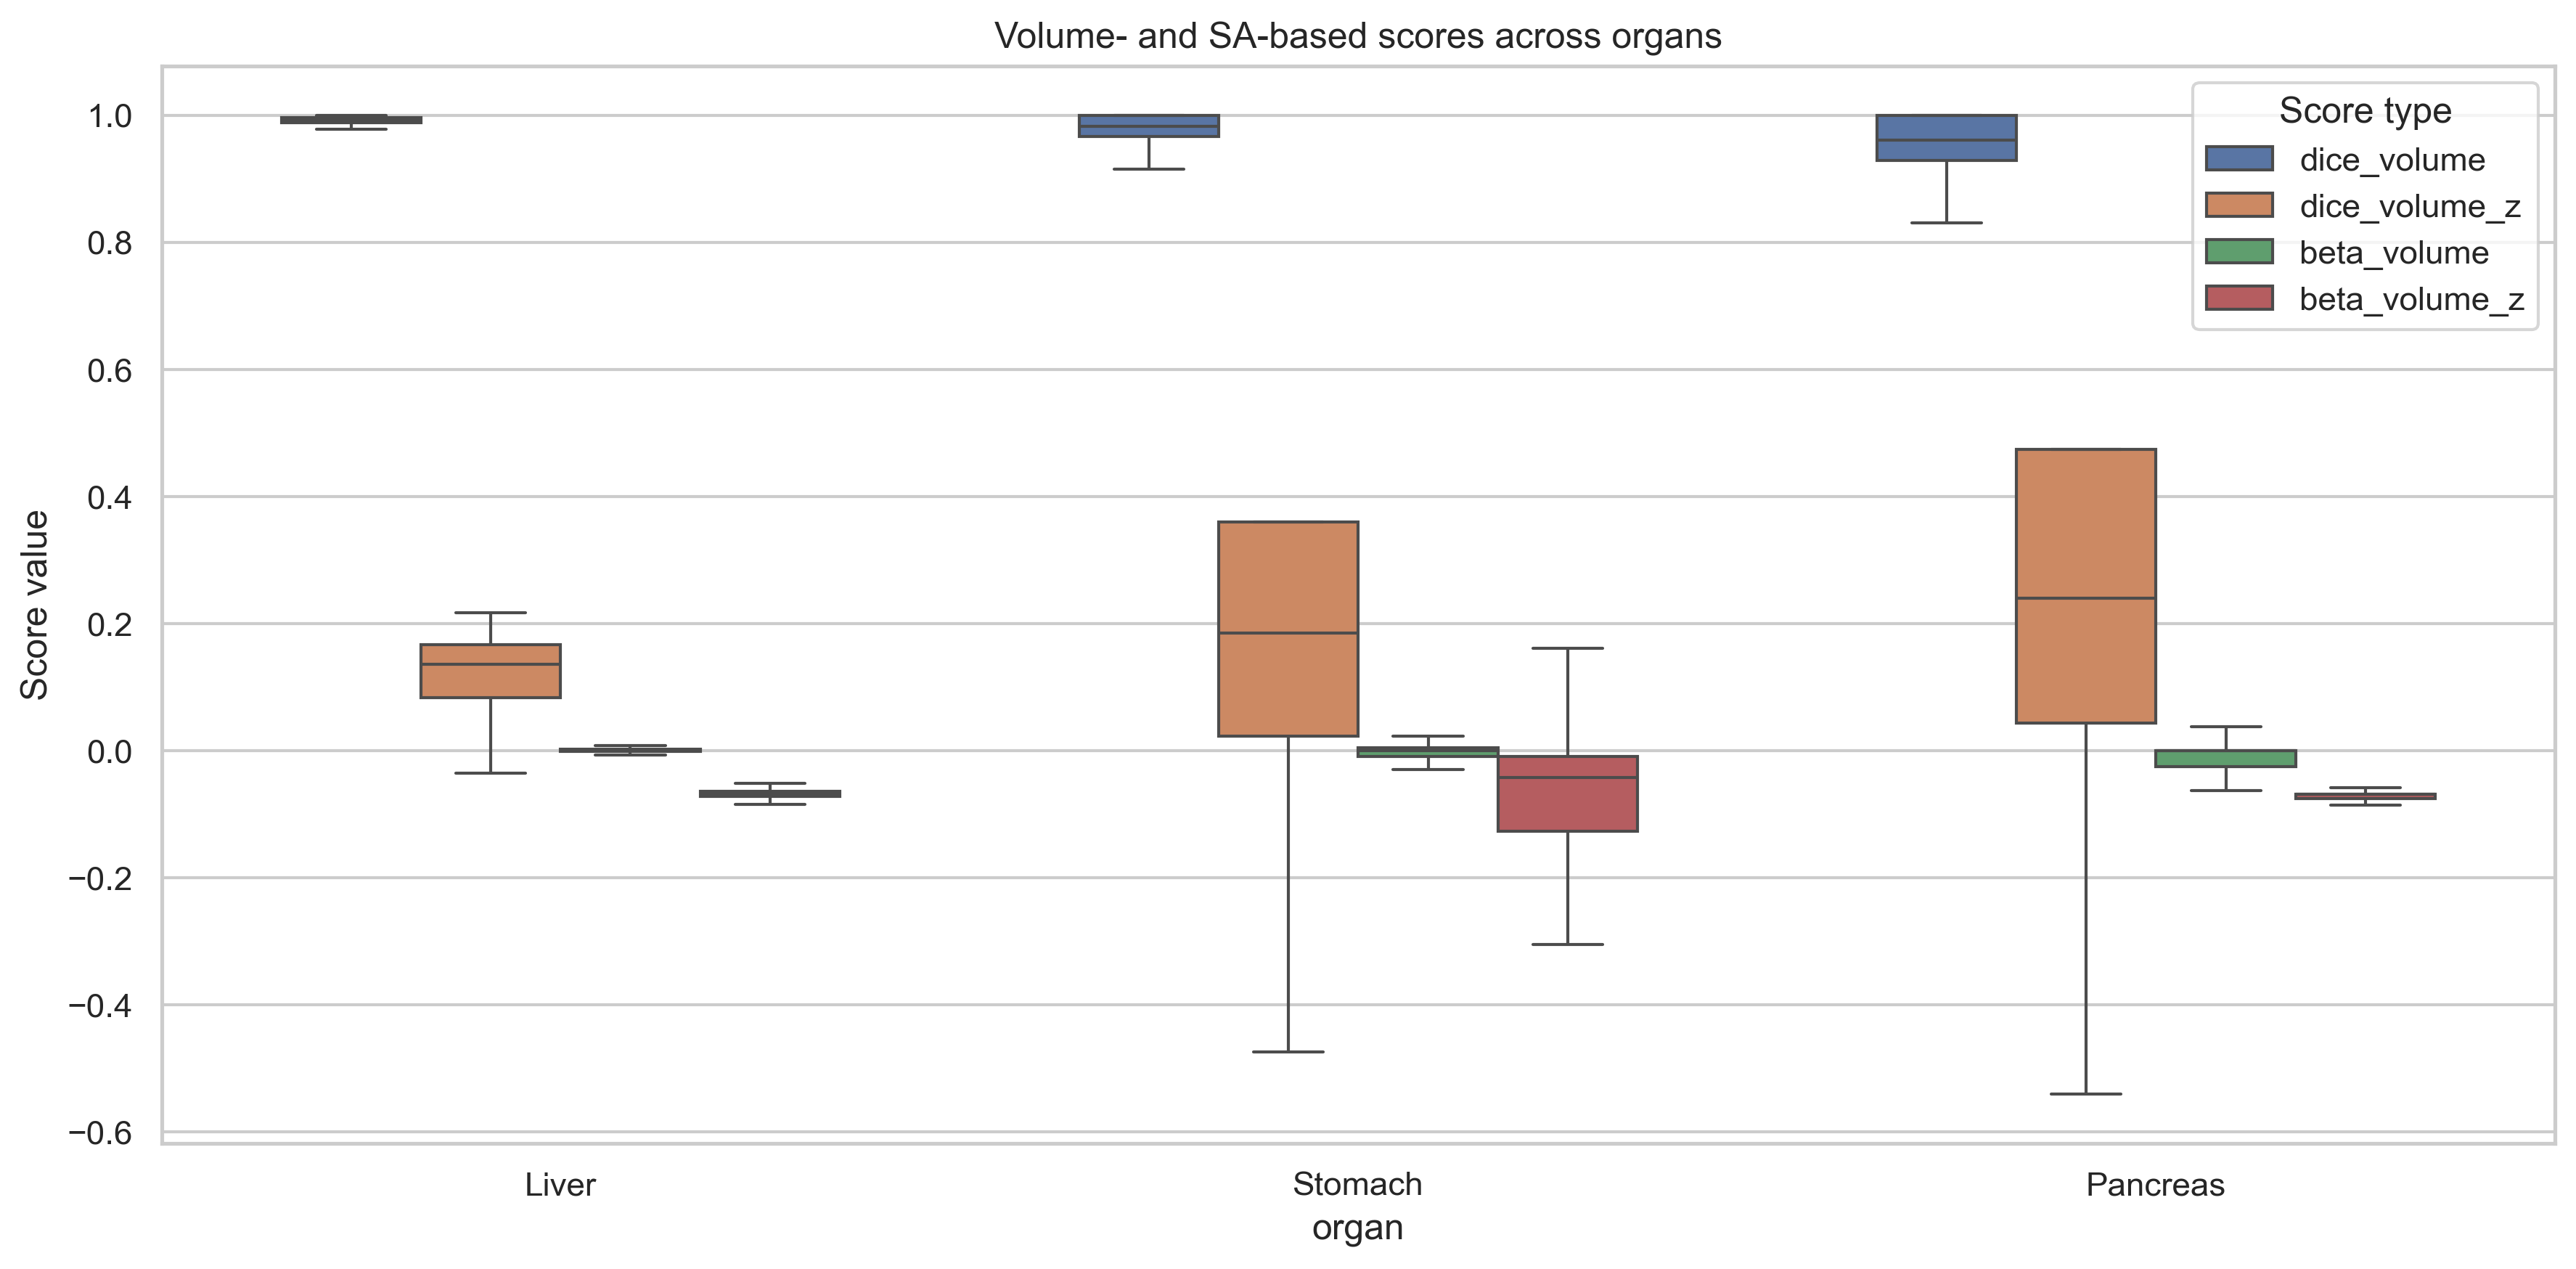 Volume- and SA-based scores across organs
Score type
dice_volume
dice_volume_z
beta_volume
beta_volume_z
Score value
1.0
0.8
0.6
0.4
0.2
0.0
−0.2
−0.4
−0.6
Liver
Stomach
Pancreas
organ